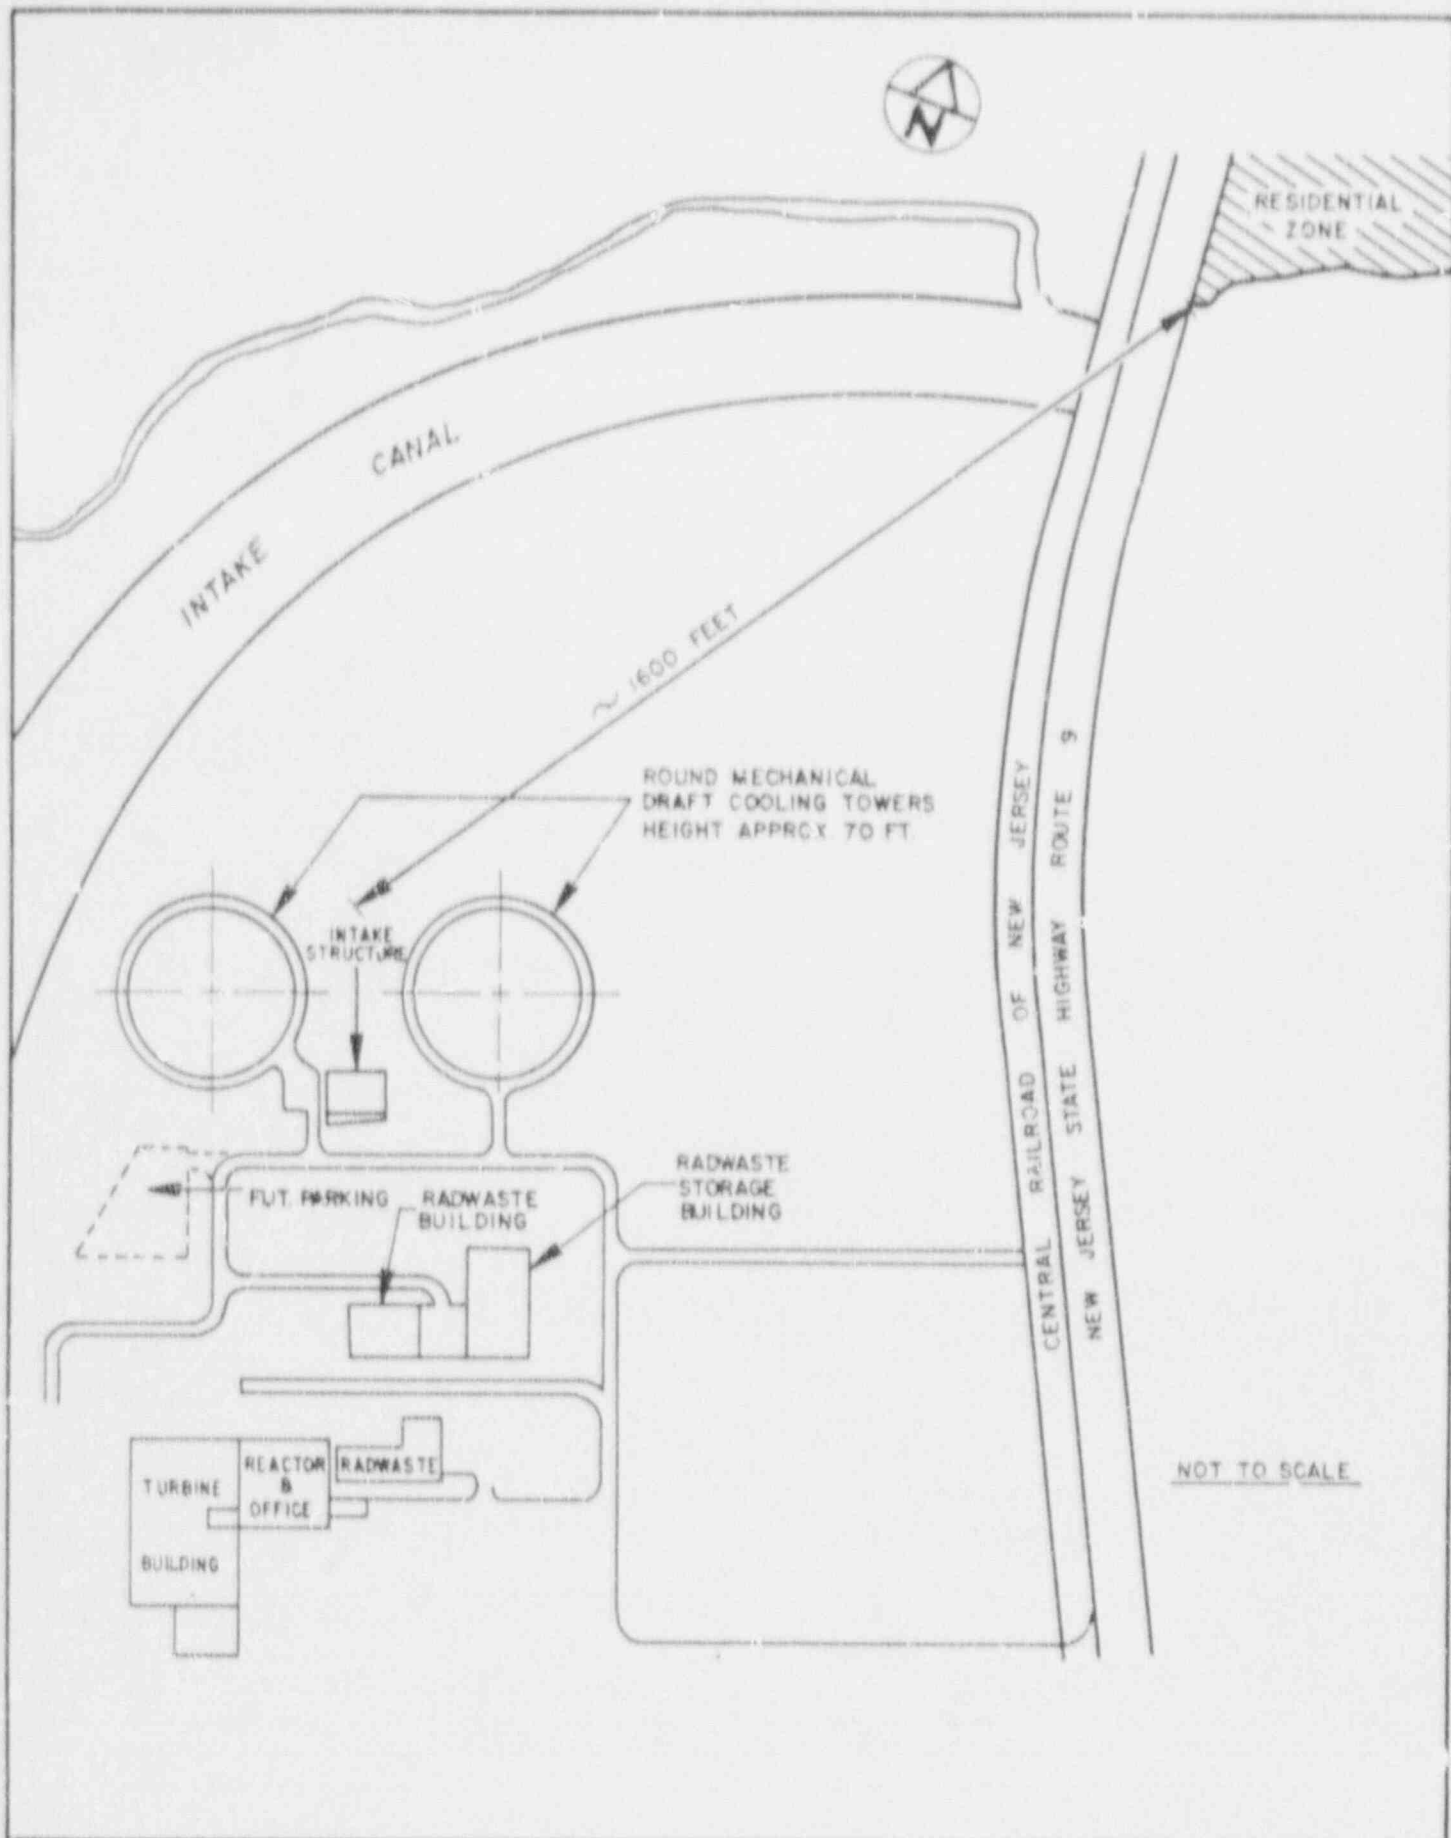 N
RESIDENTIAL
ZONE
INTAKE CANAL
~ 1600 FEET
ROUND MECHANICAL
DRAFT COOLING TOWERS
HEIGHT APPROX. 70 FT.
INTAKE
STRUCTURE
CENTRAL RAILROAD OF NEW JERSEY
NEW JERSEY STATE HIGHWAY ROUTE 9
FUT. PARKING
RADWASTE
BUILDING
RADWASTE
STORAGE
BUILDING
TURBINE
BUILDING
REACTOR
&
OFFICE
RADWASTE
NOT TO SCALE